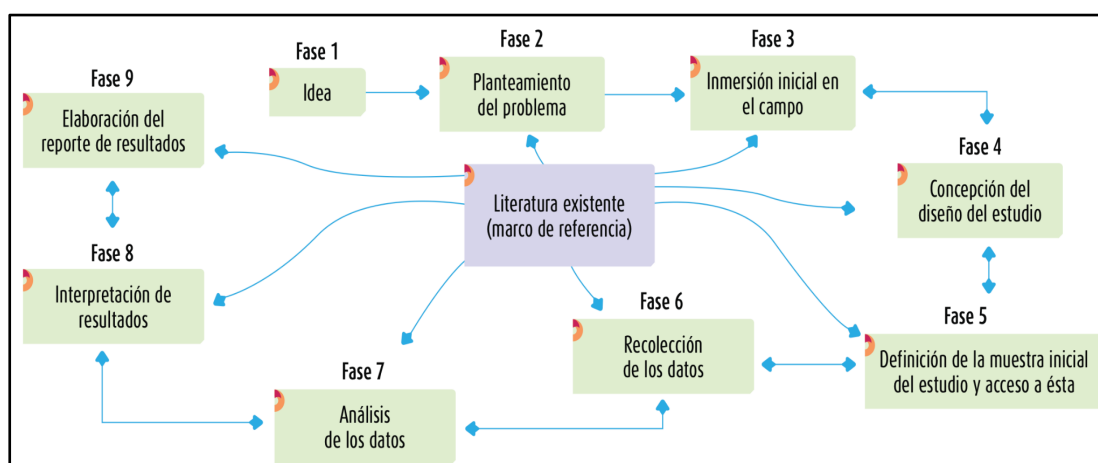 Fase 1
Idea
Fase 2
Planteamiento
del problema
Fase 3
Inmersión inicial en
el campo
Fase 4
Concepción del
diseño del estudio
Fase 5
Definición de la muestra inicial
del estudio y acceso a ésta
Fase 6
Recolección
de los datos
Fase 7
Análisis
de los datos
Fase 8
Interpretación de
resultados
Fase 9
Elaboración del
reporte de resultados
Literatura existente
(marco de referencia)